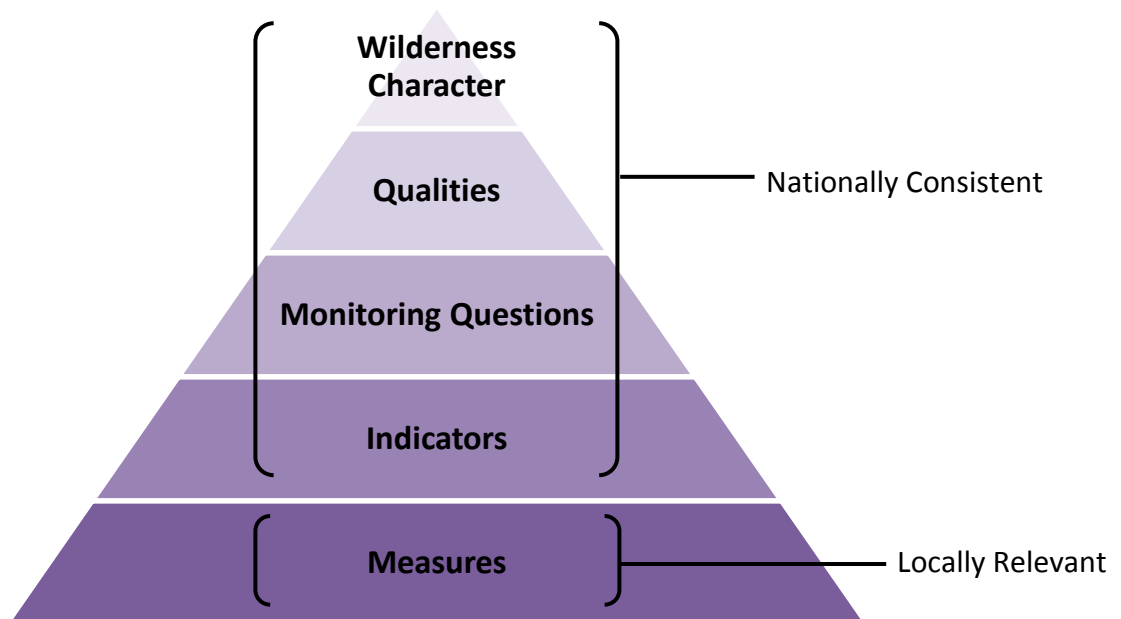 Wilderness
Character
Qualities
Nationally Consistent
Monitoring Questions
Indicators
Measures
Locally Relevant